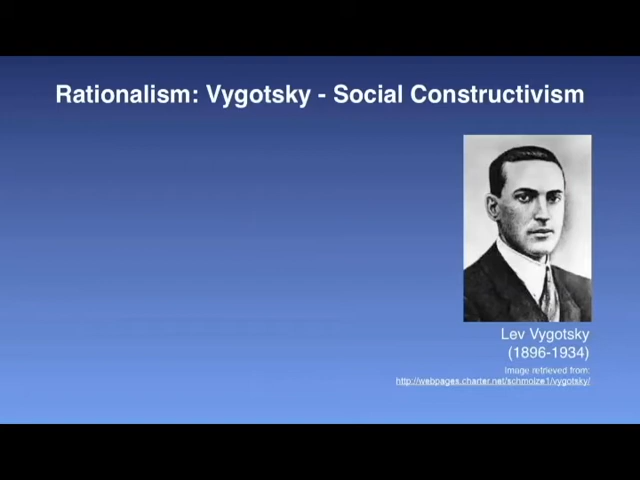 Rationalism: Vygotsky - Social Constructivism
Lev Vygotsky
(1896-1934)
Image retrieved from:
http://webpages.charter.net/schmolze1/vygotsky/